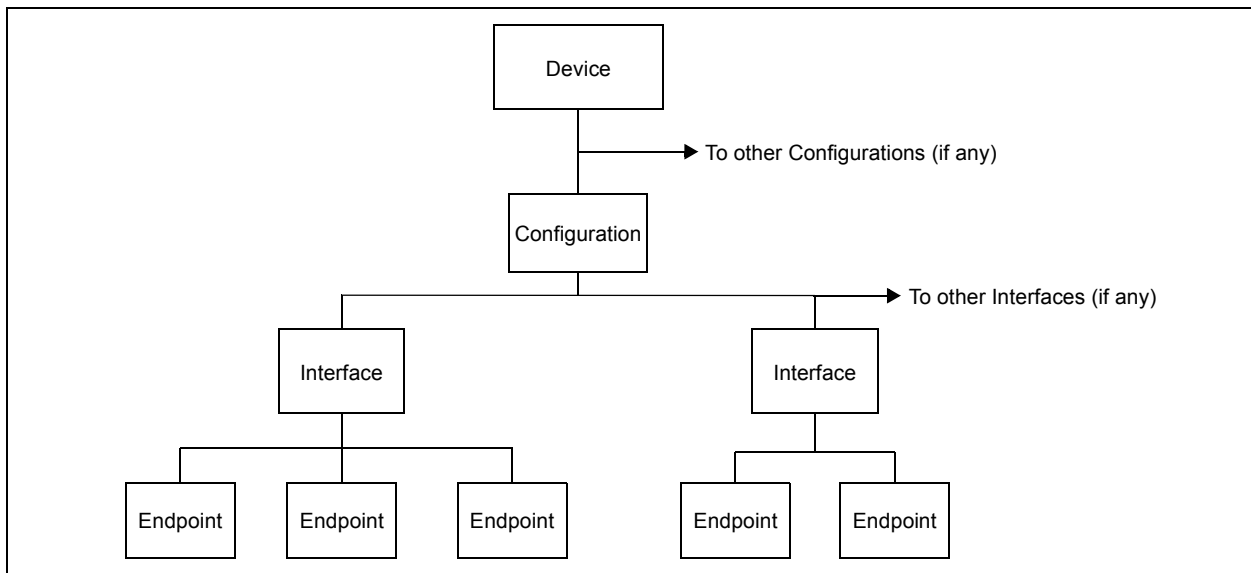 Device
To other Configurations (if any)
Configuration
To other Interfaces (if any)
Interface
Interface
Endpoint
Endpoint
Endpoint
Endpoint
Endpoint